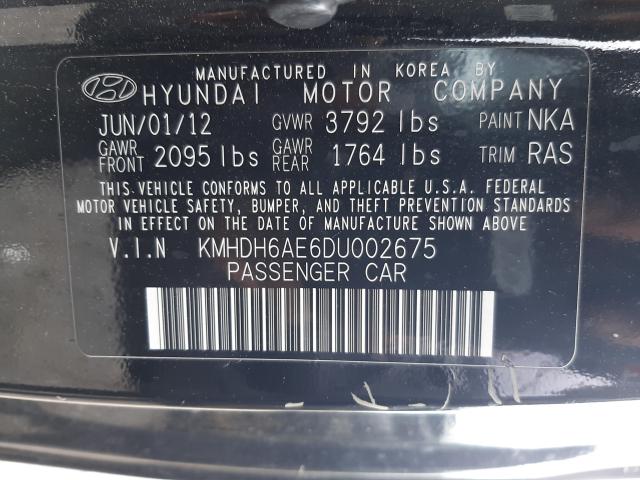 MANUFACTURED IN KOREA BY
HYUNDAI MOTOR COMPANY
JUN/01/12 GVWR 3792 lbs PAINT NKA
GAWR FRONT 2095 lbs GAWR REAR 1764 lbs TRIM RAS
THIS VEHICLE CONFORMS TO ALL APPLICABLE U.S.A. FEDERAL
MOTOR VEHICLE SAFETY, BUMPER, AND THEFT PREVENTION STANDARDS
IN EFFECT ON THE DATE OF MANUFACTURE SHOWN ABOVE
V.I.N KMHDH6AE6DU002675
PASSENGER CAR